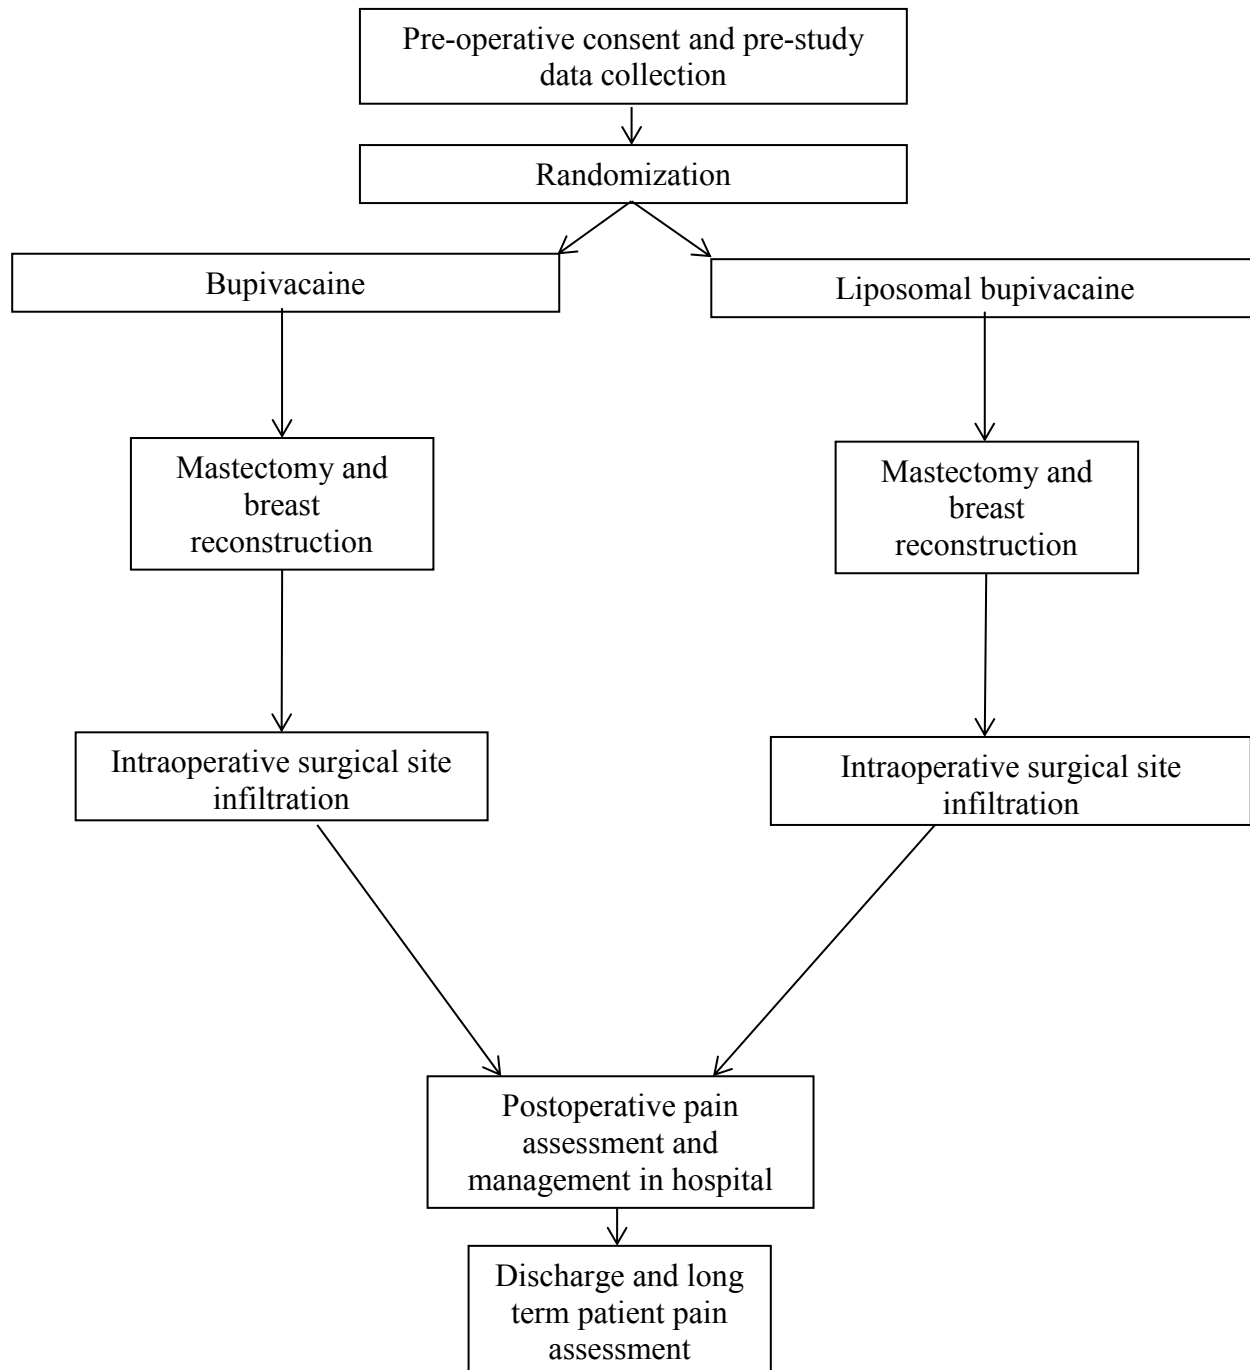 Pre-operative consent and pre-study
data collection
Randomization
Bupivacaine
Liposomal bupivacaine
Mastectomy and
breast
reconstruction
Mastectomy and
breast
reconstruction
Intraoperative surgical site
infiltration
Intraoperative surgical site
infiltration
Postoperative pain
assessment and
management in hospital
Discharge and long
term patient pain
assessment